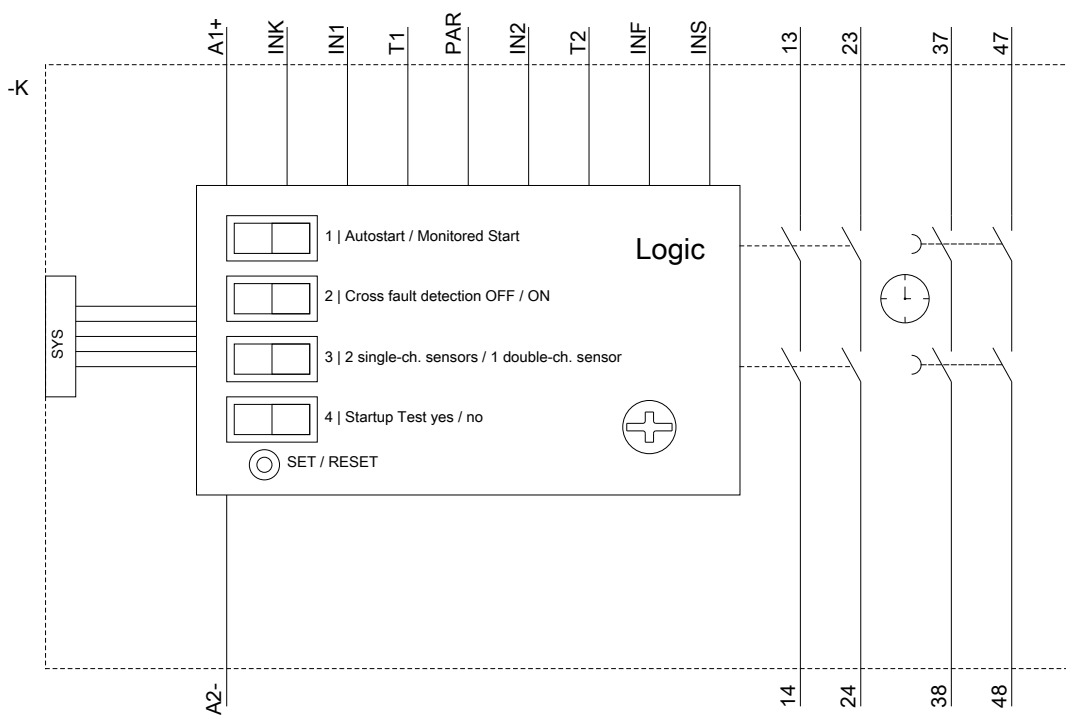 A1+
INK
IN1
T1
PAR
IN2
T2
INF
INS
13
23
37
47
-K
1 | Autostart / Monitored Start
Logic
2 | Cross fault detection OFF / ON
SYS
3 | 2 single-ch. sensors / 1 double-ch. sensor
4 | Startup Test yes / no
SET / RESET
A2-
14
24
38
48